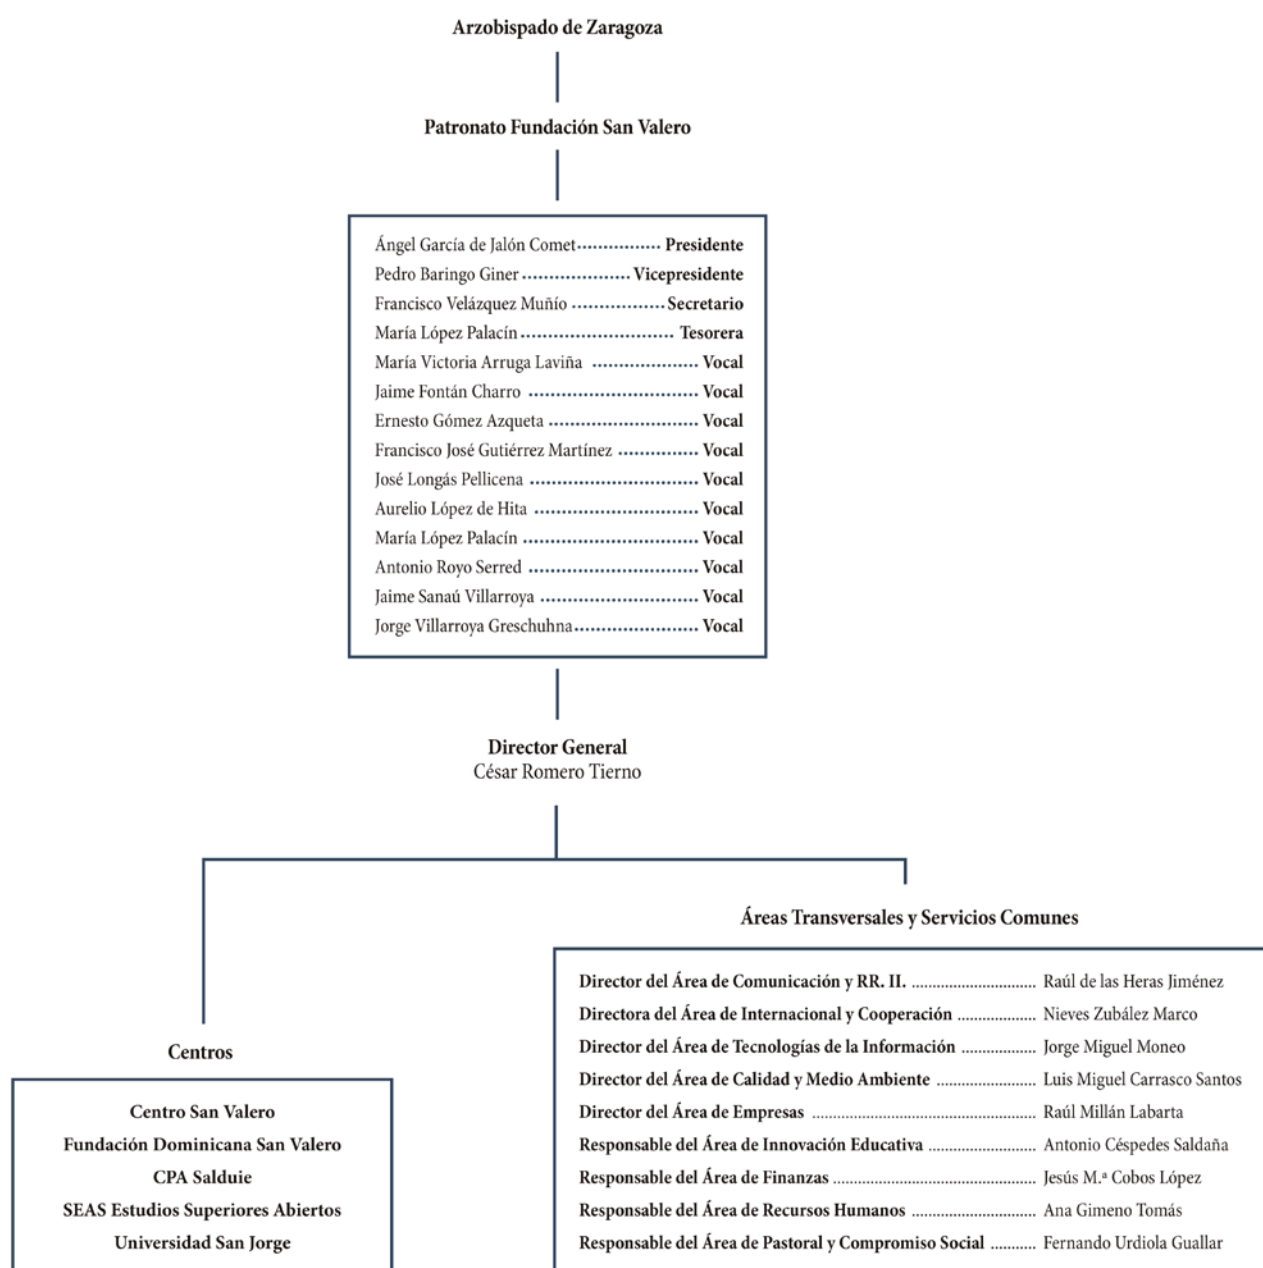 Arzobispado de Zaragoza
Patronato Fundación San Valero
Ángel García de Jalón Comet................ Presidente
Pedro Baringo Giner .................... Vicepresidente
Francisco Velázquez Muñío ................. Secretario
María López Palacín............................ Tesorera
María Victoria Arruga Laviña .................... Vocal
Jaime Fontán Charro ................................ Vocal
Ernesto Gómez Azqueta ............................ Vocal
Francisco José Gutiérrez Martínez ............... Vocal
José Longás Pellicena ............................... Vocal
Aurelio López de Hita .............................. Vocal
María López Palacín ................................ Vocal
Antonio Royo Serred ............................... Vocal
Jaime Sanaú Villarroya ............................. Vocal
Jorge Villarroya Greschuhna....................... Vocal
Director General
César Romero Tierno
Áreas Transversales y Servicios Comunes
Director del Área de Comunicación y RR. II. ............................. Raúl de las Heras Jiménez
Directora del Área de Internacional y Cooperación .................. Nieves Zubález Marco
Director del Área de Tecnologías de la Información ................. Jorge Miguel Moneo
Director del Área de Calidad y Medio Ambiente ....................... Luis Miguel Carrasco Santos
Director del Área de Empresas .................................................... Raúl Millán Labarta
Responsable del Área de Innovación Educativa ......................... Antonio Céspedes Saldaña
Responsable del Área de Finanzas ............................................... Jesús M.ª Cobos López
Responsable del Área de Recursos Humanos ............................. Ana Gimeno Tomás
Responsable del Área de Pastoral y Compromiso Social ........... Fernando Urdiola Guallar
Centros
Centro San Valero
Fundación Dominicana San Valero
CPA Salduie
SEAS Estudios Superiores Abiertos
Universidad San Jorge